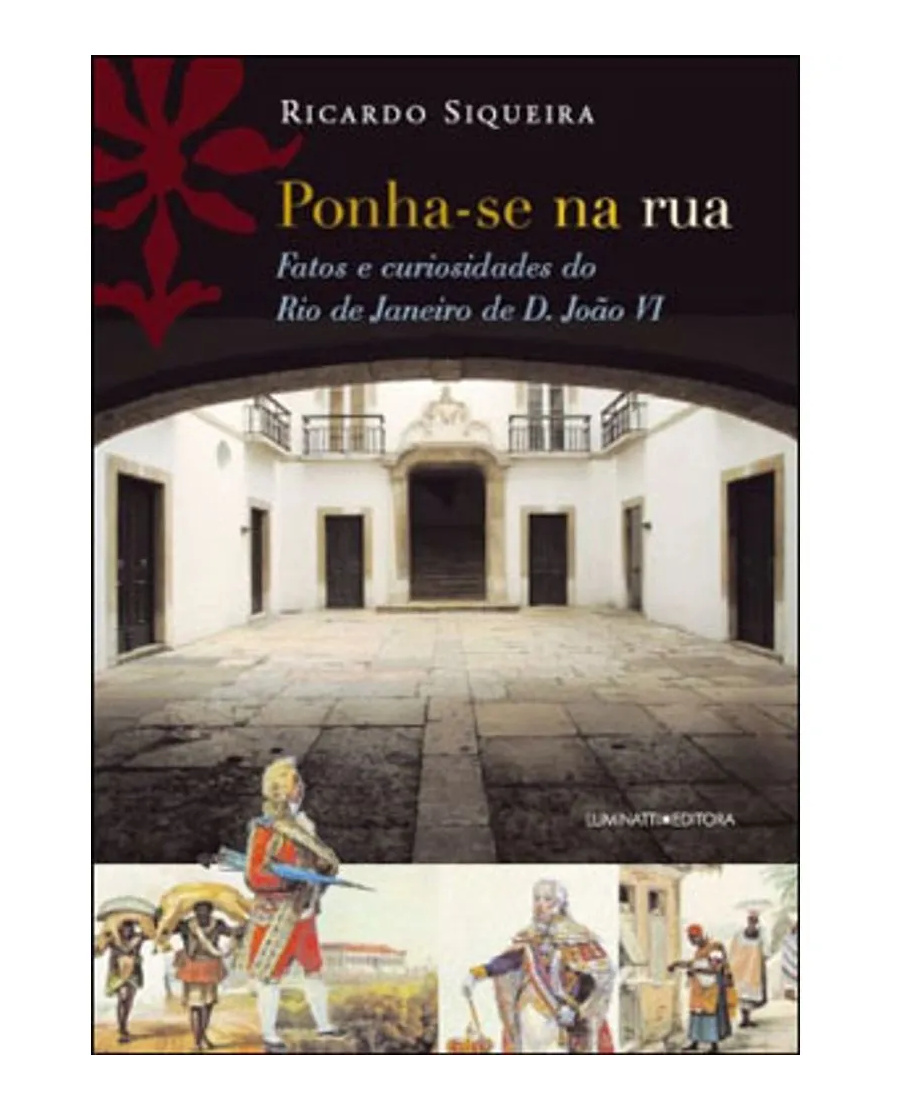 RICARDO SIQUEIRA
Ponha-se na rua
Fatos e curiosidades do
Rio de Janeiro de D. João VI
LUMINATTI•EDITORA